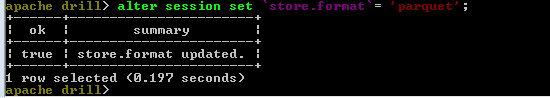 apache drill> alter session set `store.format`= 'parquet';
+-------+------------------------+
|  ok   |        summary         |
+-------+------------------------+
| true  | store.format updated.  |
+-------+------------------------+
1 row selected (0.197 seconds)
apache drill>